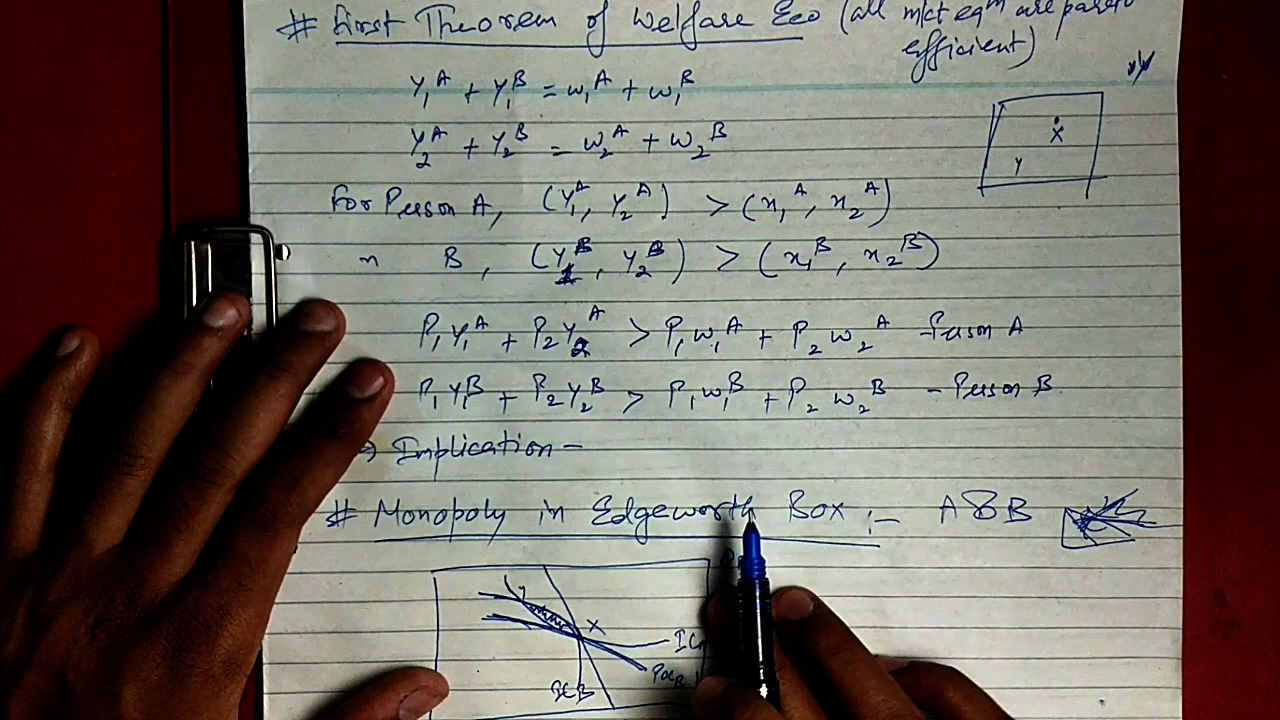 # First Theorem of Welfare Eco (all mkt eqm are pareto
efficient)
Y₁ᴬ + Y₁ᴮ = w₁ᴬ + w₁ᴮ
Y₂ᴬ + Y₂ᴮ = w₂ᴬ + w₂ᴮ
X
Y
For Person A, (Y₁ᴬ, Y₂ᴬ) > (x₁ᴬ, x₂ᴬ)
" B, (Y₁ᴮ, Y₂ᴮ) > (x₁ᴮ, x₂ᴮ)
P₁Y₁ᴬ + P₂Y₂ᴬ > P₁w₁ᴬ + P₂w₂ᴬ Person A
P₁Y₁ᴮ + P₂Y₂ᴮ > P₁w₁ᴮ + P₂w₂ᴮ - Person B
→ Implication -
# Monopoly in Edgeworth Box :- A & B
X
IC
POCB
ICB